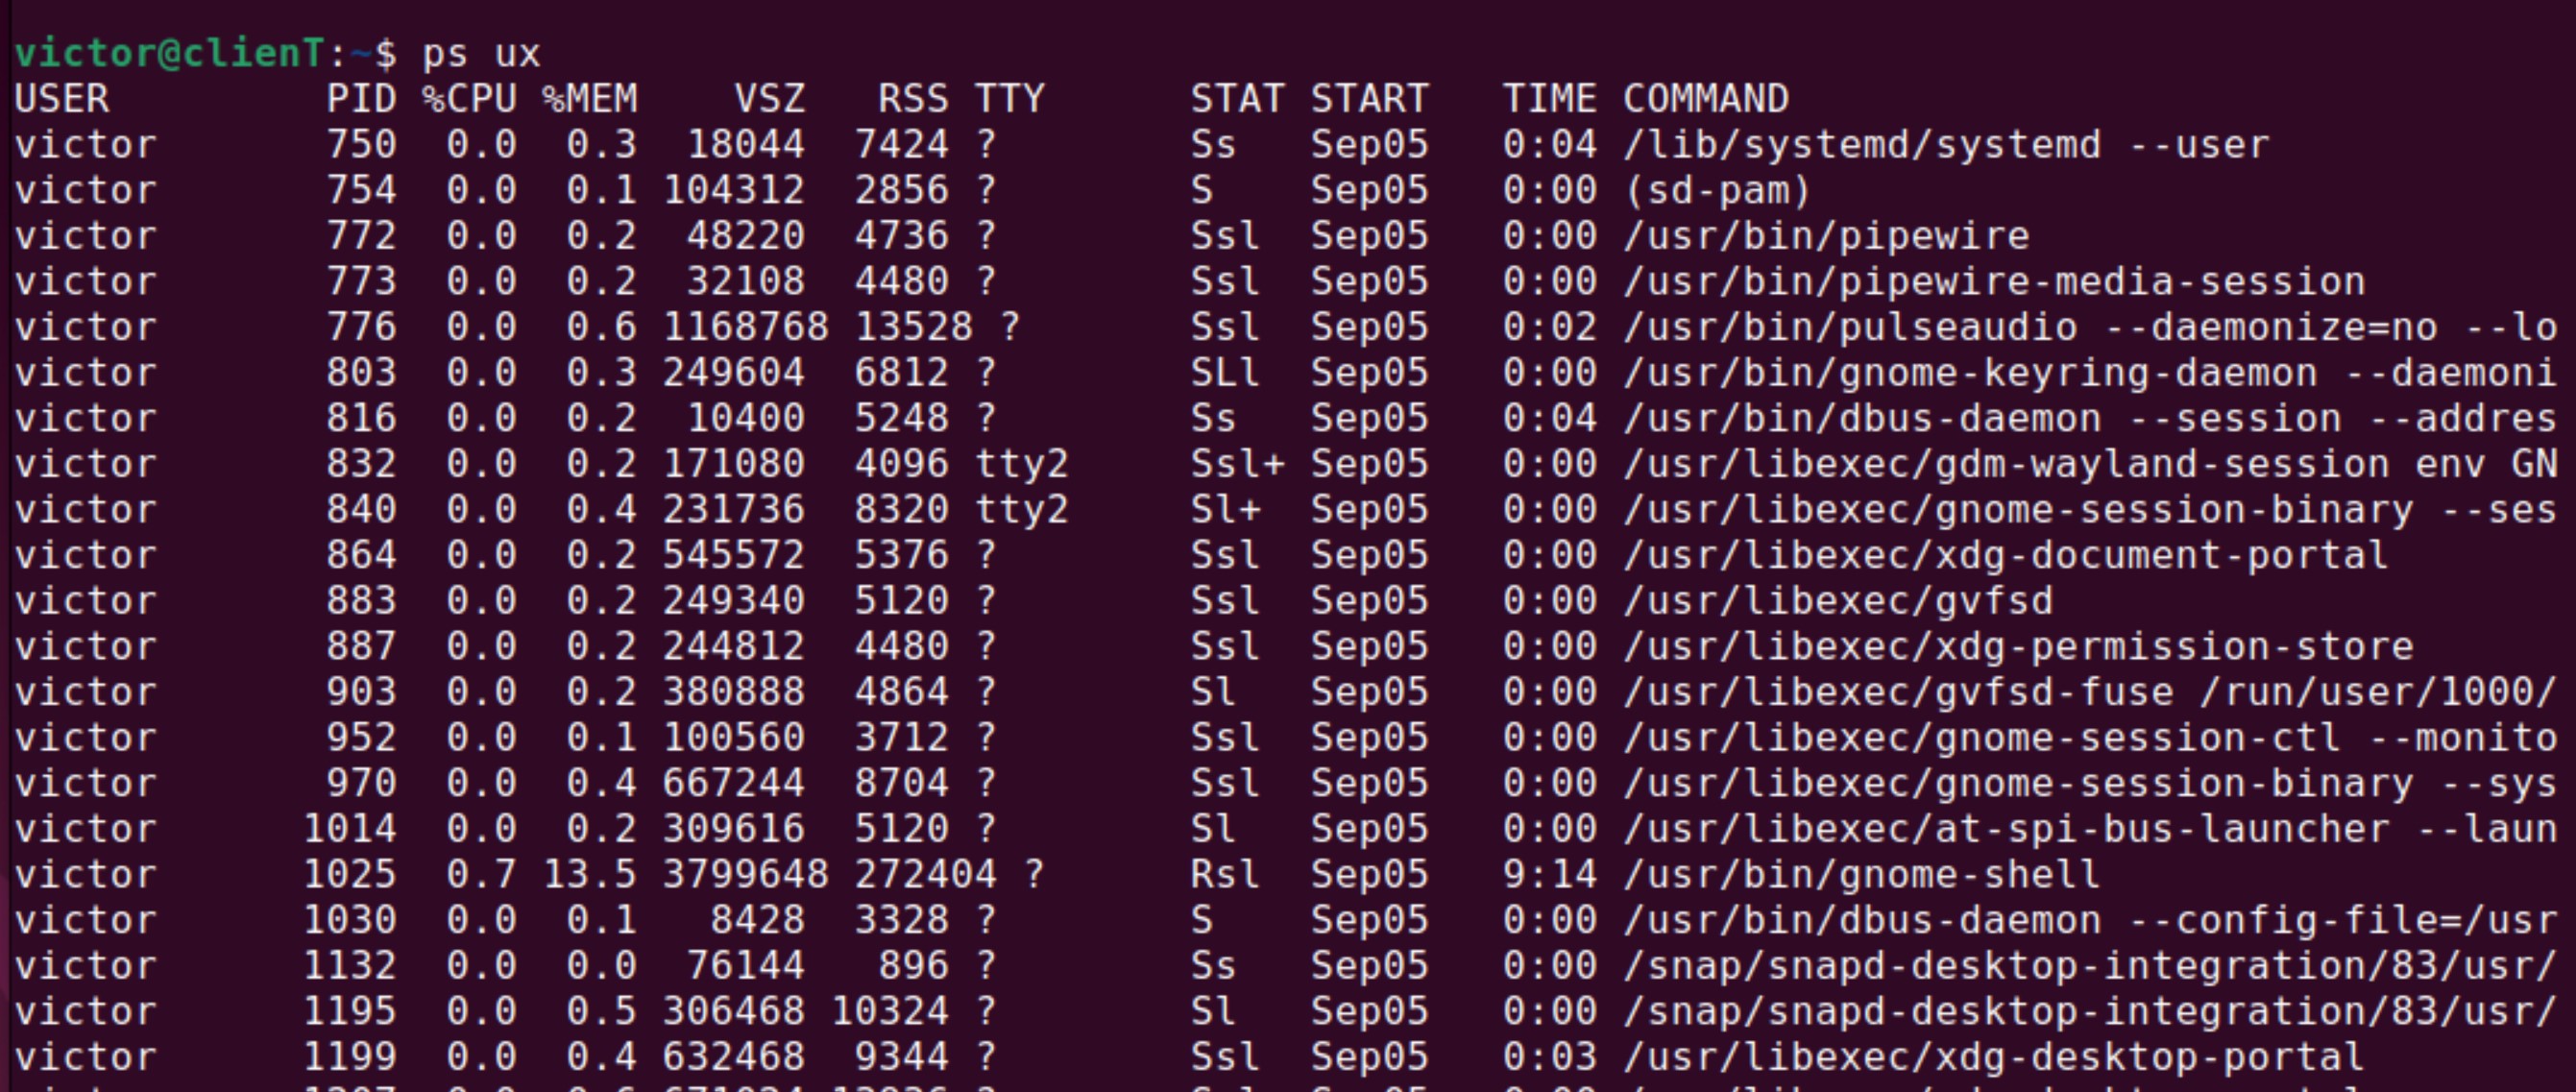 victor@clienT:~$ ps ux
USER         PID %CPU %MEM    VSZ   RSS TTY      STAT START   TIME COMMAND
victor       750  0.0  0.3  18044  7424 ?        Ss   Sep05   0:04 /lib/systemd/systemd --user
victor       754  0.0  0.1 104312  2856 ?        S    Sep05   0:00 (sd-pam)
victor       772  0.0  0.2  48220  4736 ?        Ssl  Sep05   0:00 /usr/bin/pipewire
victor       773  0.0  0.2  32108  4480 ?        Ssl  Sep05   0:00 /usr/bin/pipewire-media-session
victor       776  0.0  0.6 1168768 13528 ?       Ssl  Sep05   0:02 /usr/bin/pulseaudio --daemonize=no --lo
victor       803  0.0  0.3 249604  6812 ?        SLl  Sep05   0:00 /usr/bin/gnome-keyring-daemon --daemoni
victor       816  0.0  0.2  10400  5248 ?        Ss   Sep05   0:04 /usr/bin/dbus-daemon --session --addres
victor       832  0.0  0.2 171080  4096 tty2     Ssl+ Sep05   0:00 /usr/libexec/gdm-wayland-session env GN
victor       840  0.0  0.4 231736  8320 tty2     Sl+  Sep05   0:00 /usr/libexec/gnome-session-binary --ses
victor       864  0.0  0.2 545572  5376 ?        Ssl  Sep05   0:00 /usr/libexec/xdg-document-portal
victor       883  0.0  0.2 249340  5120 ?        Ssl  Sep05   0:00 /usr/libexec/gvfsd
victor       887  0.0  0.2 244812  4480 ?        Ssl  Sep05   0:00 /usr/libexec/xdg-permission-store
victor       903  0.0  0.2 380888  4864 ?        Sl   Sep05   0:00 /usr/libexec/gvfsd-fuse /run/user/1000/
victor       952  0.0  0.1 100560  3712 ?        Ssl  Sep05   0:00 /usr/libexec/gnome-session-ctl --monito
victor       970  0.0  0.4 667244  8704 ?        Ssl  Sep05   0:00 /usr/libexec/gnome-session-binary --sys
victor      1014  0.0  0.2 309616  5120 ?        Sl   Sep05   0:00 /usr/libexec/at-spi-bus-launcher --laun
victor      1025  0.7 13.5 3799648 272404 ?      Rsl  Sep05   9:14 /usr/bin/gnome-shell
victor      1030  0.0  0.1   8428  3328 ?        S    Sep05   0:00 /usr/bin/dbus-daemon --config-file=/usr
victor      1132  0.0  0.0  76144   896 ?        Ss   Sep05   0:00 /snap/snapd-desktop-integration/83/usr/
victor      1195  0.0  0.5 306468 10324 ?        Sl   Sep05   0:00 /snap/snapd-desktop-integration/83/usr/
victor      1199  0.0  0.4 632468  9344 ?        Ssl  Sep05   0:03 /usr/libexec/xdg-desktop-portal